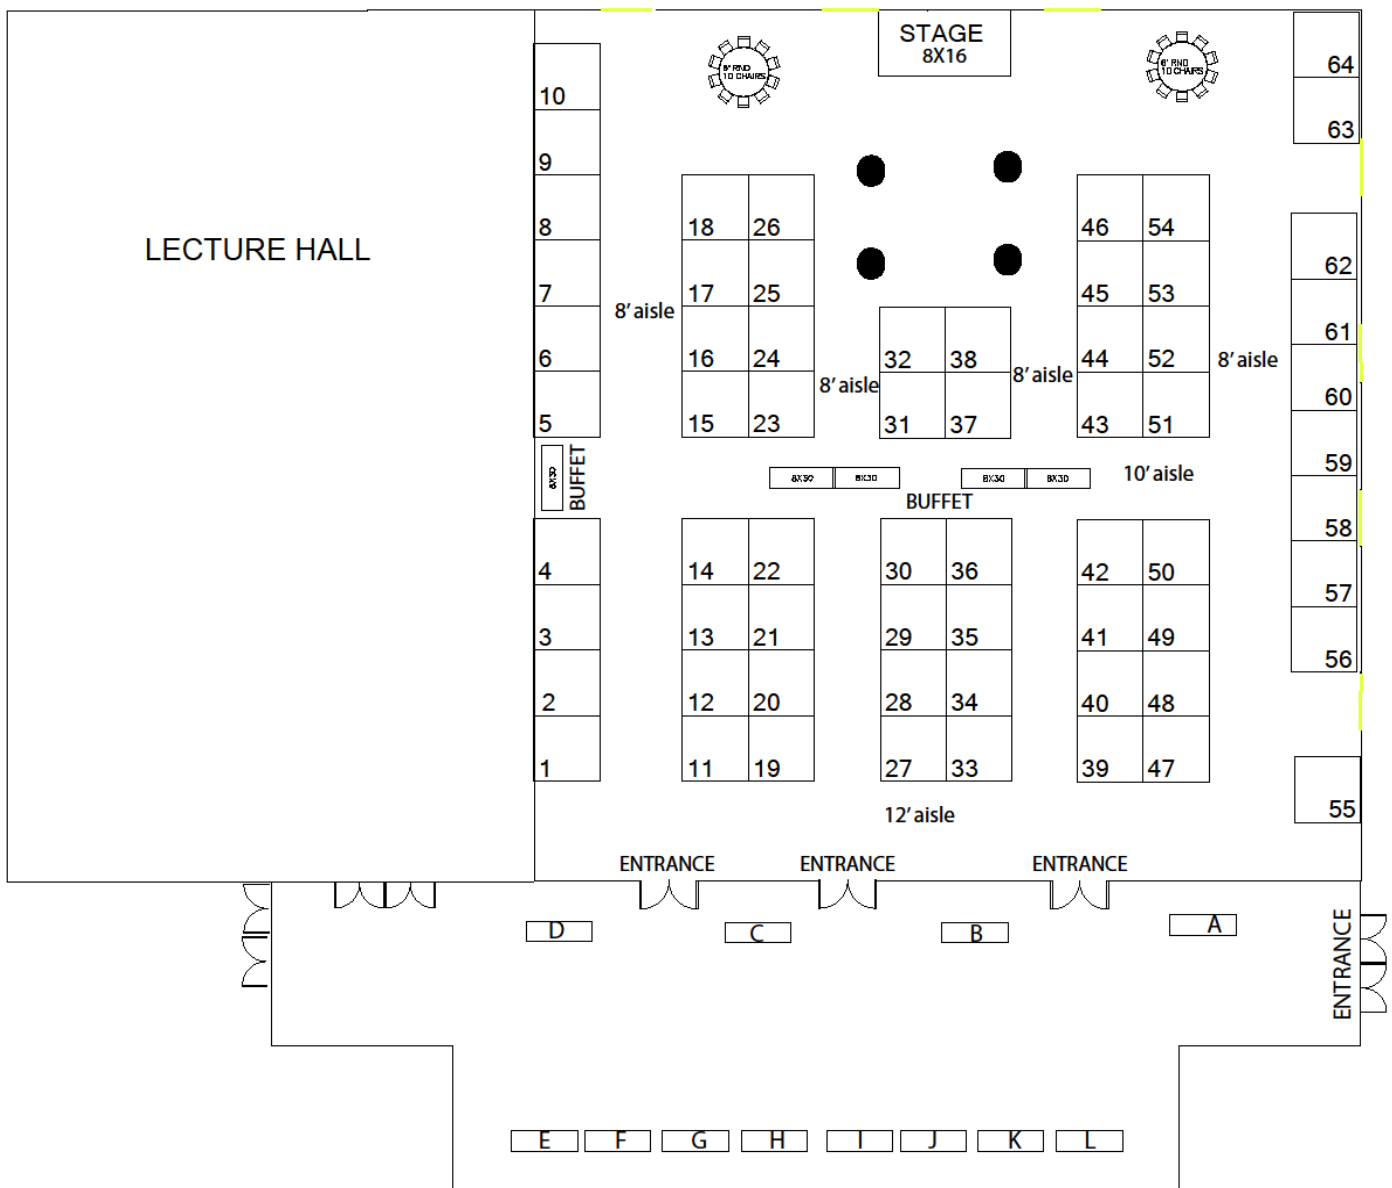 STAGE
8X16
6' RND
10 CHAIRS
6' RND
10 CHAIRS
64
63
10
9
8
7
6
5
LECTURE HALL
18 26
17 25
16 24
15 23
46 54
45 53
44 52
43 51
32 38
31 37
62
61
60
59
58
57
56
8' aisle
8' aisle
8' aisle
8' aisle
8X30
BUFFET
8X30 8X30
8X30 8X30
BUFFET
10' aisle
4
3
2
1
14 22
13 21
12 20
11 19
30 36
29 35
28 34
27 33
42 50
41 49
40 48
39 47
55
12' aisle
ENTRANCE
ENTRANCE
ENTRANCE
ENTRANCE
D
C
B
A
E F G H I J K L